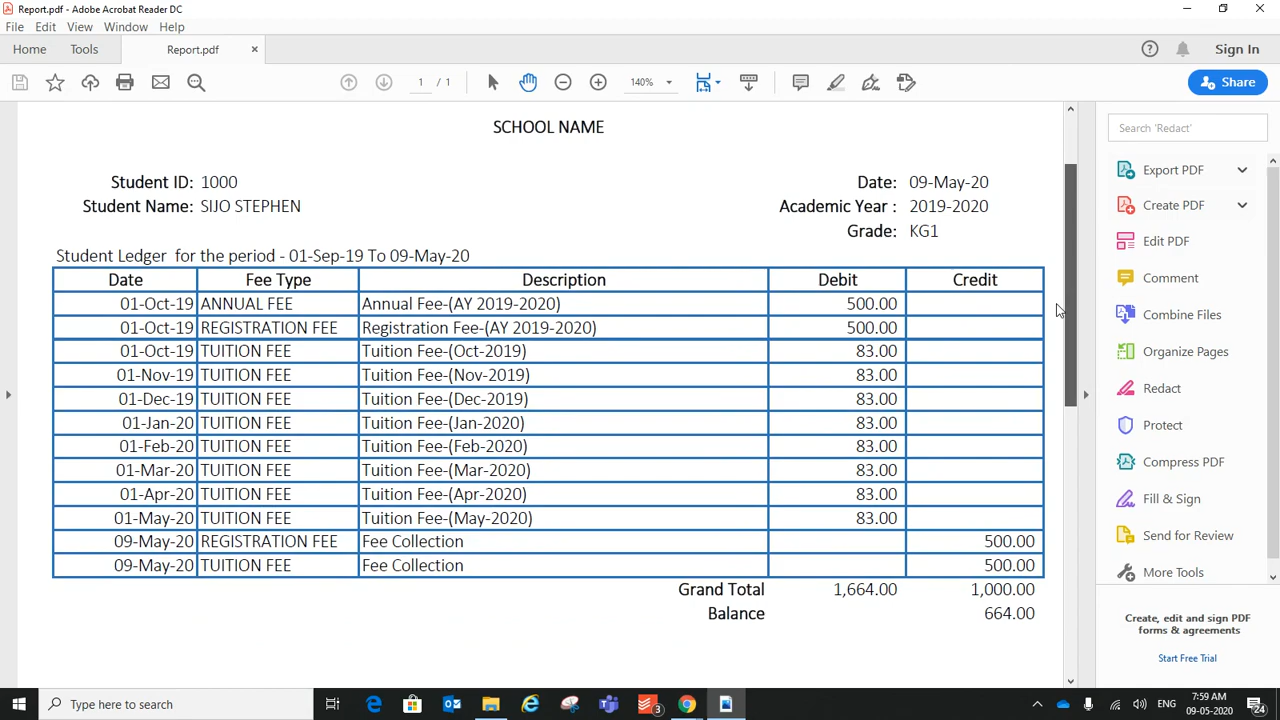 Report.pdf - Adobe Acrobat Reader DC
File Edit View Window Help
Home Tools Report.pdf × Sign In
1 / 1 140% Share
SCHOOL NAME
Student ID: 1000 Date: 09-May-20
Student Name: SIJO STEPHEN Academic Year : 2019-2020
Grade: KG1
Student Ledger for the period - 01-Sep-19 To 09-May-20
Date Fee Type Description Debit Credit
01-Oct-19 ANNUAL FEE Annual Fee-(AY 2019-2020) 500.00
01-Oct-19 REGISTRATION FEE Registration Fee-(AY 2019-2020) 500.00
01-Oct-19 TUITION FEE Tuition Fee-(Oct-2019) 83.00
01-Nov-19 TUITION FEE Tuition Fee-(Nov-2019) 83.00
01-Dec-19 TUITION FEE Tuition Fee-(Dec-2019) 83.00
01-Jan-20 TUITION FEE Tuition Fee-(Jan-2020) 83.00
01-Feb-20 TUITION FEE Tuition Fee-(Feb-2020) 83.00
01-Mar-20 TUITION FEE Tuition Fee-(Mar-2020) 83.00
01-Apr-20 TUITION FEE Tuition Fee-(Apr-2020) 83.00
01-May-20 TUITION FEE Tuition Fee-(May-2020) 83.00
09-May-20 REGISTRATION FEE Fee Collection 500.00
09-May-20 TUITION FEE Fee Collection 500.00
Grand Total 1,664.00 1,000.00
Balance 664.00
Search 'Redact'
Export PDF
Create PDF
Edit PDF
Comment
Combine Files
Organize Pages
Redact
Protect
Compress PDF
Fill & Sign
Send for Review
More Tools
Create, edit and sign PDF
forms & agreements
Start Free Trial
Type here to search 3 ENG 7:59 AM
09-05-2020 24